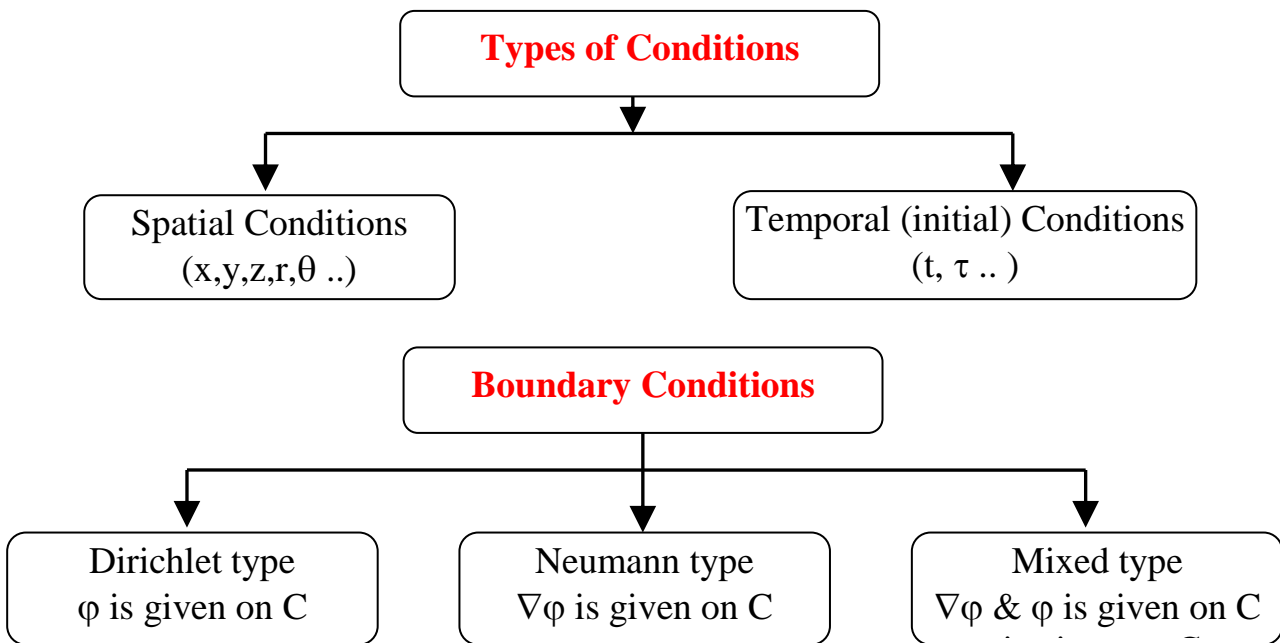 Types of Conditions
Spatial Conditions
(x,y,z,r,θ ..)
Temporal (initial) Conditions
(t, τ .. )
Boundary Conditions
Dirichlet type
φ is given on C
Neumann type
∇φ is given on C
Mixed type
∇φ & φ is given on C